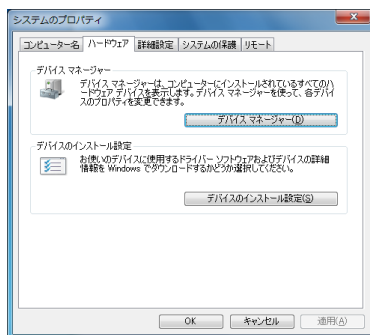 システムのプロパティ
コンピューター名 ハードウェア 詳細設定 システムの保護 リモート
デバイス マネージャー
デバイス マネージャーは、コンピューターにインストールされているすべてのハ
ードウェア デバイスを表示します。デバイス マネージャーを使って、各デバイ
スのプロパティを変更できます。
デバイス マネージャー(D)
デバイスのインストール設定
お使いのデバイスに使用するドライバー ソフトウェアおよびデバイスの詳細
情報を Windows でダウンロードするかどうか選択してください。
デバイスのインストール設定(S)
OK キャンセル 適用(A)